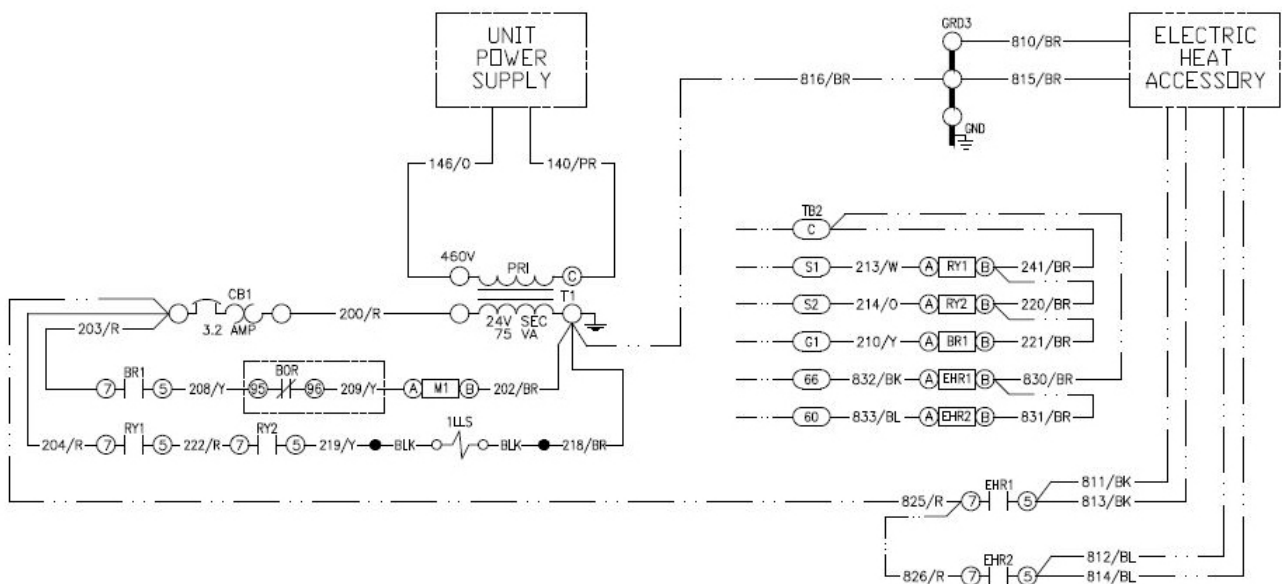 UNIT
POWER
SUPPLY
GRD3
ELECTRIC
HEAT
ACCESSORY
810/BR
816/BR
815/BR
GND
146/O
140/PR
460V
PRI
C
T1
CB1
3.2 AMP
200/R
24V SEC
75 VA
203/R
TB2
C
S1 213/W A RY1 B 241/BR
S2 214/O A RY2 B 220/BR
G1 210/Y A BR1 B 221/BR
66 832/BK A EHR1 B 830/BR
60 833/BL A EHR2 B 831/BR
BR1
BOR
7 5 208/Y 95 96 209/Y A M1 B 202/BR
RY1
RY2
1LLS
204/R 7 5 222/R 7 5 219/Y BLK BLK 218/BR
EHR1
811/BK
825/R 7 5 813/BK
EHR2
812/BL
826/R 7 5 814/BL